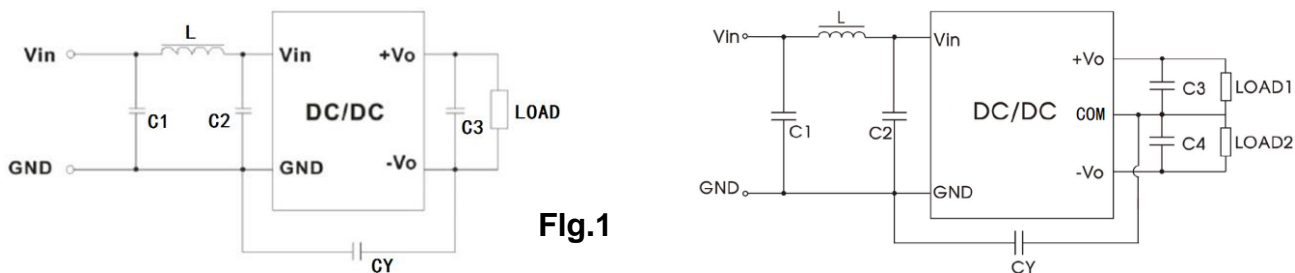 L
Vin
Vin
+Vo
C1
C2
DC/DC
C3
LOAD
GND
GND
-Vo
CY
FIg.1
L
Vin
Vin
+Vo
C3
LOAD1
C1
C2
DC/DC
COM
C4
LOAD2
-Vo
GND
GND
CY